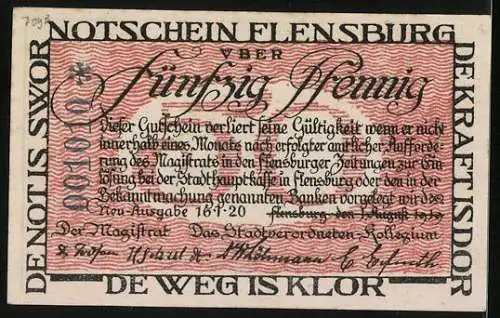 7093
NOTSCHEIN FLENSBURG
DE NOT IS SWOR
DE KRAFT IS DOR
ÜBER
Fünfzig Pfennig
001010 *
Dieser Gutschein verliert seine Gültigkeit wenn er nicht
innerhalb eines Monats nach erfolgter amtlicher Aufforde-
rung des Magistrats in den Flensburger Zeitungen zur Ein-
lösung bei der Stadthauptkasse in Flensburg oder den in der
Bekanntmachung genannten Banken vorgelegt wird
Neu-Ausgabe 16·1·20 Flensburg den 1. August 1919
Der Magistrat Das Stadtverordneten-Kollegium
DE WEG IS KLOR